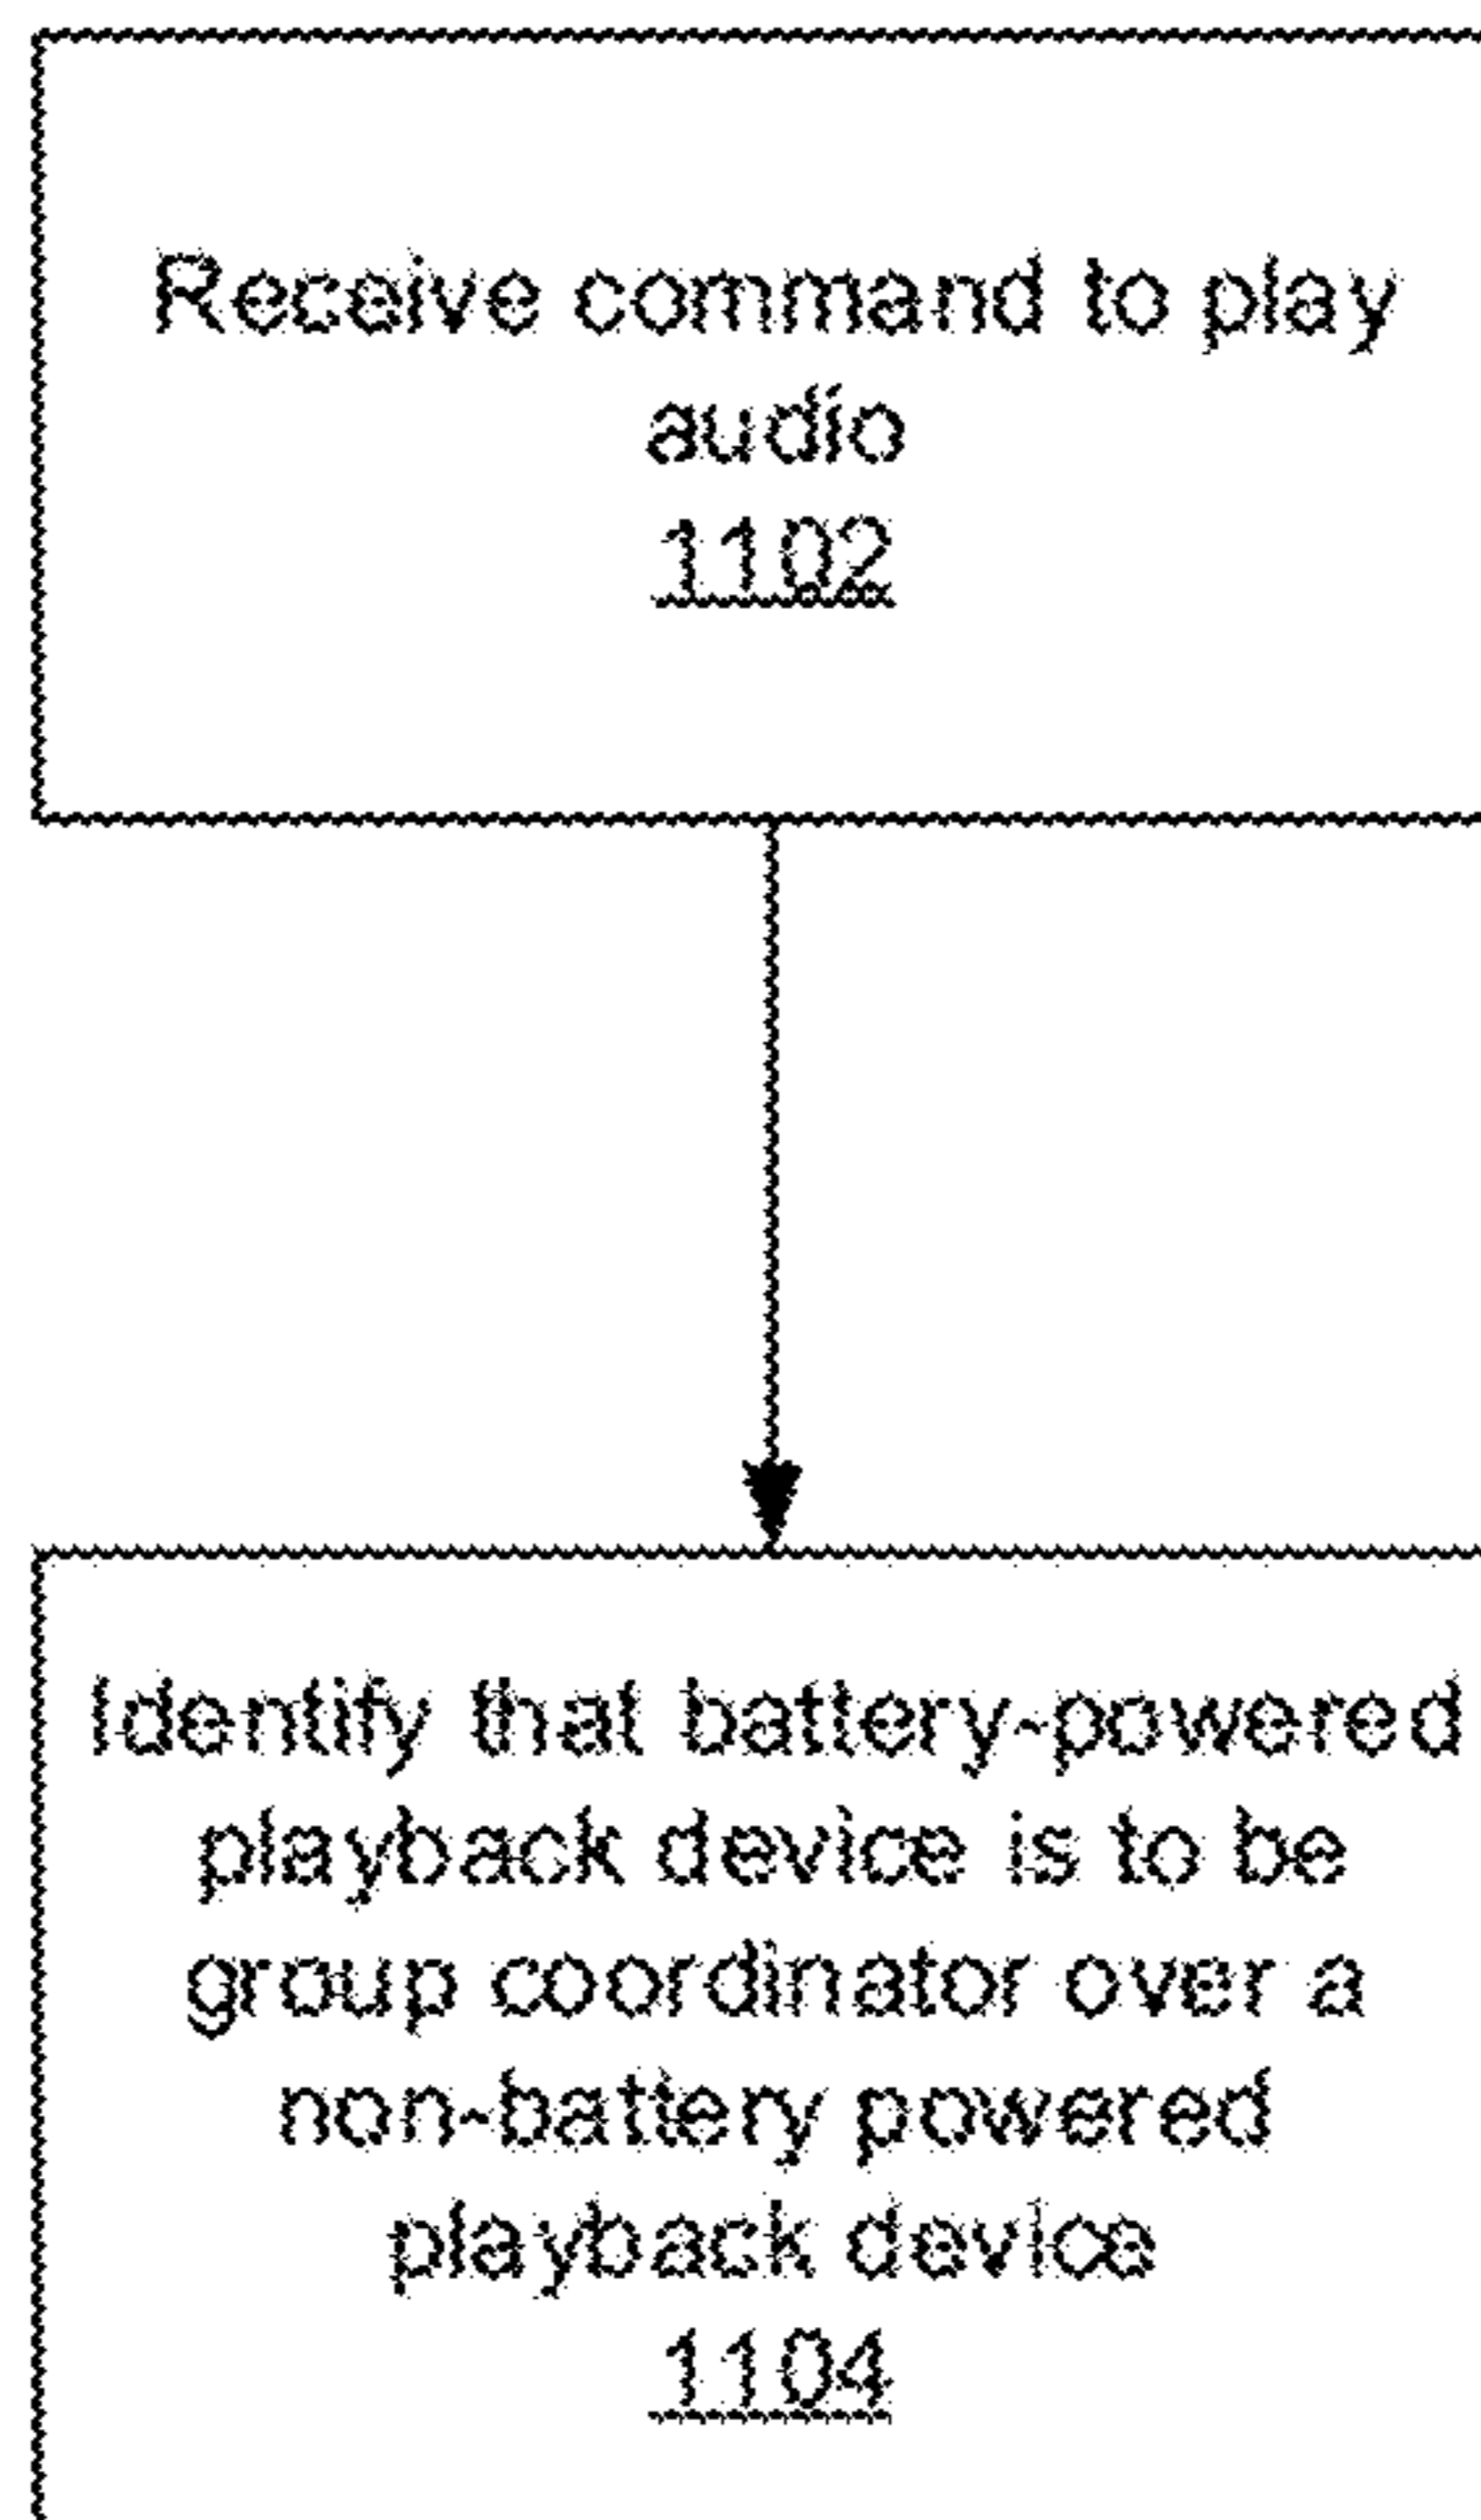 Receive command to play
audio
1102
Identify that battery-powered
playback device is to be
group coordinator over a
non-battery powered
playback device
1104